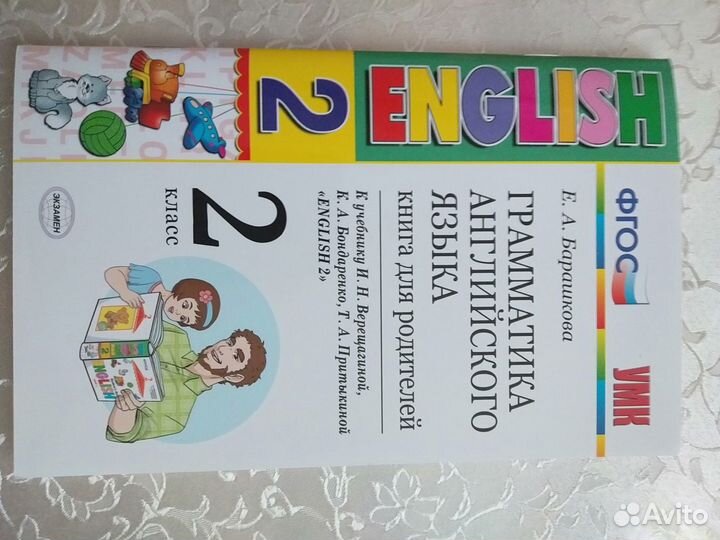 ФГОС
УМК
Е. А. Барашкова
ГРАММАТИКА
АНГЛИЙСКОГО
ЯЗЫКА
книга для родителей
К учебнику И. Н. Верещагиной,
К. А. Бондаренко, Т. А. Притыкиной
«ENGLISH 2»
2
класс
ENGLISH
2
ЭКЗАМЕН
Avito